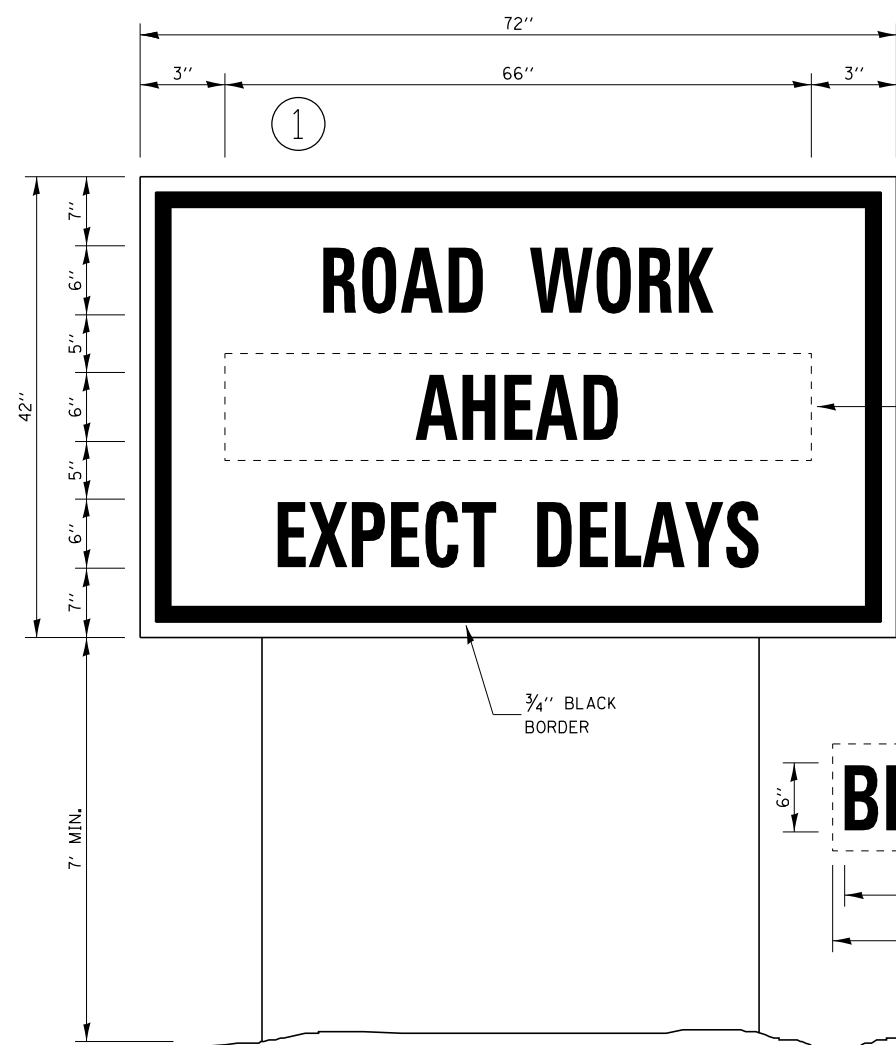 72"
3" 66" 3"
1
7"
ROAD WORK
6"
5"
AHEAD
42"
6"
5"
EXPECT DELAYS
6"
7"
3/4" BLACK
BORDER
6"
7' MIN.